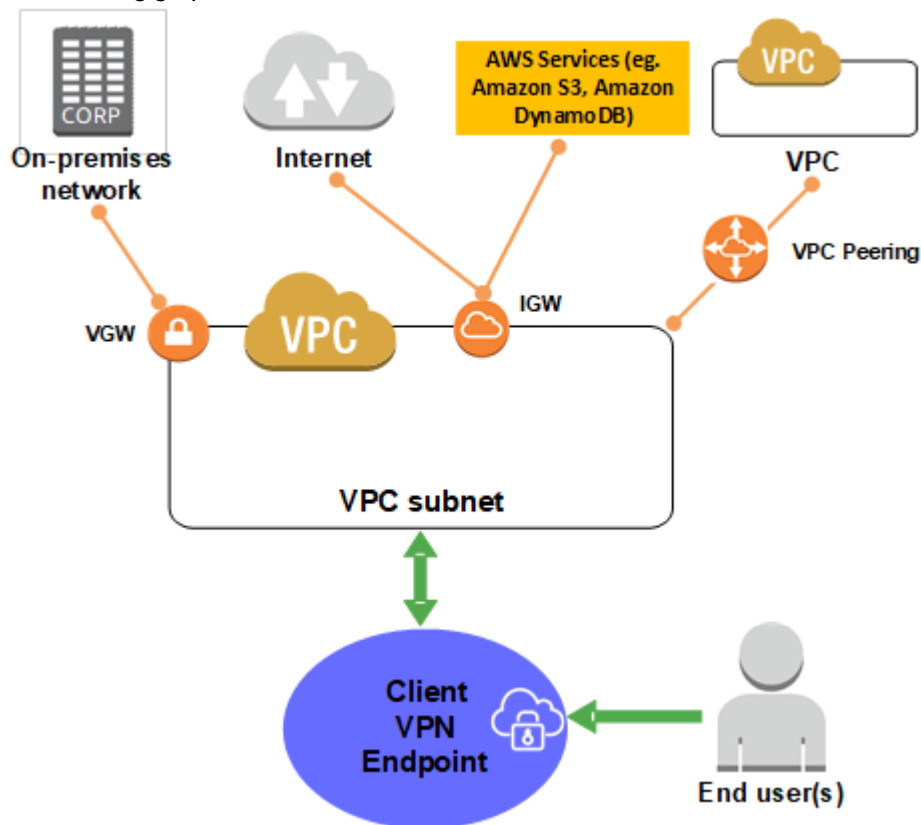 CORP
On-premises
network
Internet
AWS Services (eg.
Amazon S3, Amazon
DynamoDB)
VPC
VPC
VPC Peering
IGW
VGW
VPC
VPC subnet
Client
VPN
Endpoint
End user(s)